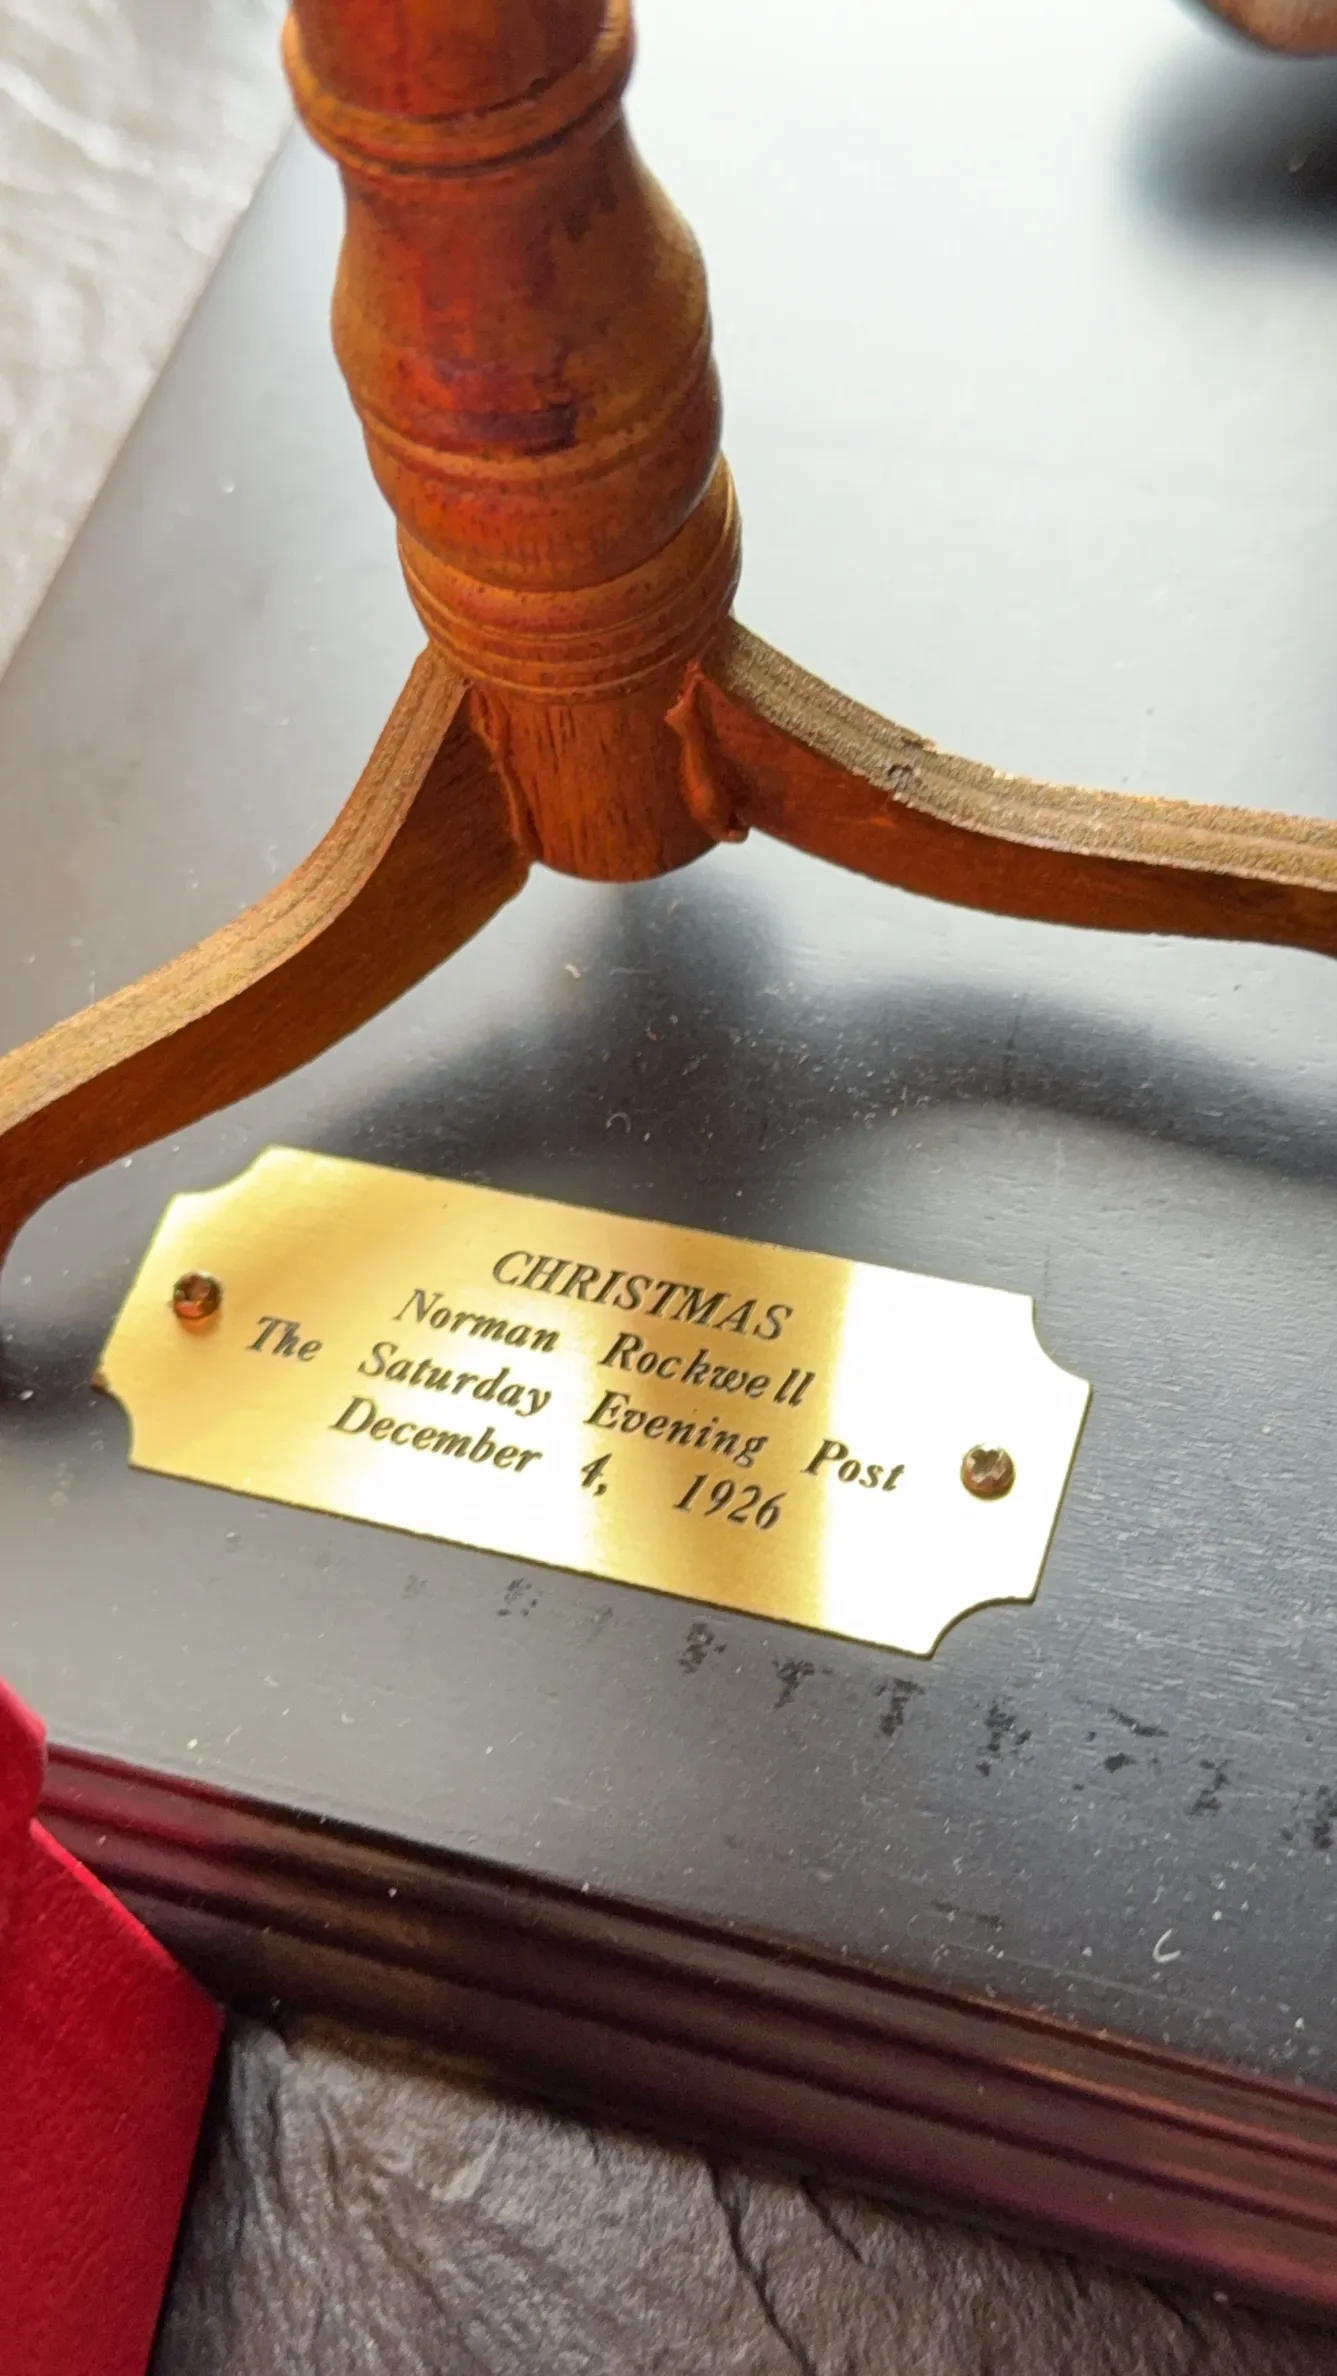 CHRISTMAS
Norman Rockwell
The Saturday Evening Post
December 4, 1926